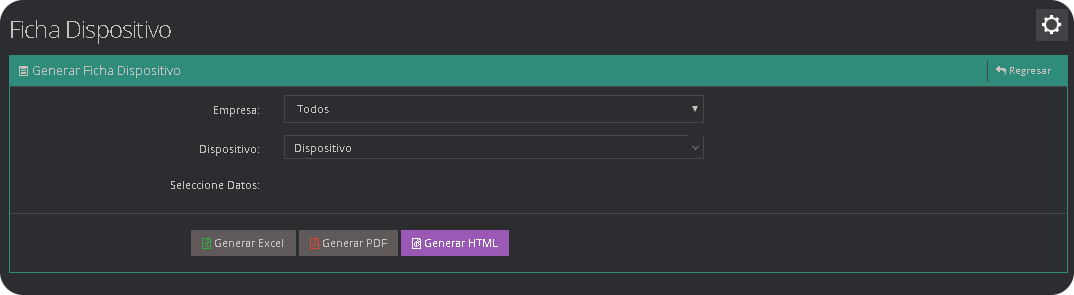 Ficha Dispositivo
Generar Ficha Dispositivo
Regresar
Empresa: Todos
Dispositivo: Dispositivo
Seleccione Datos:
Generar Excel Generar PDF Generar HTML